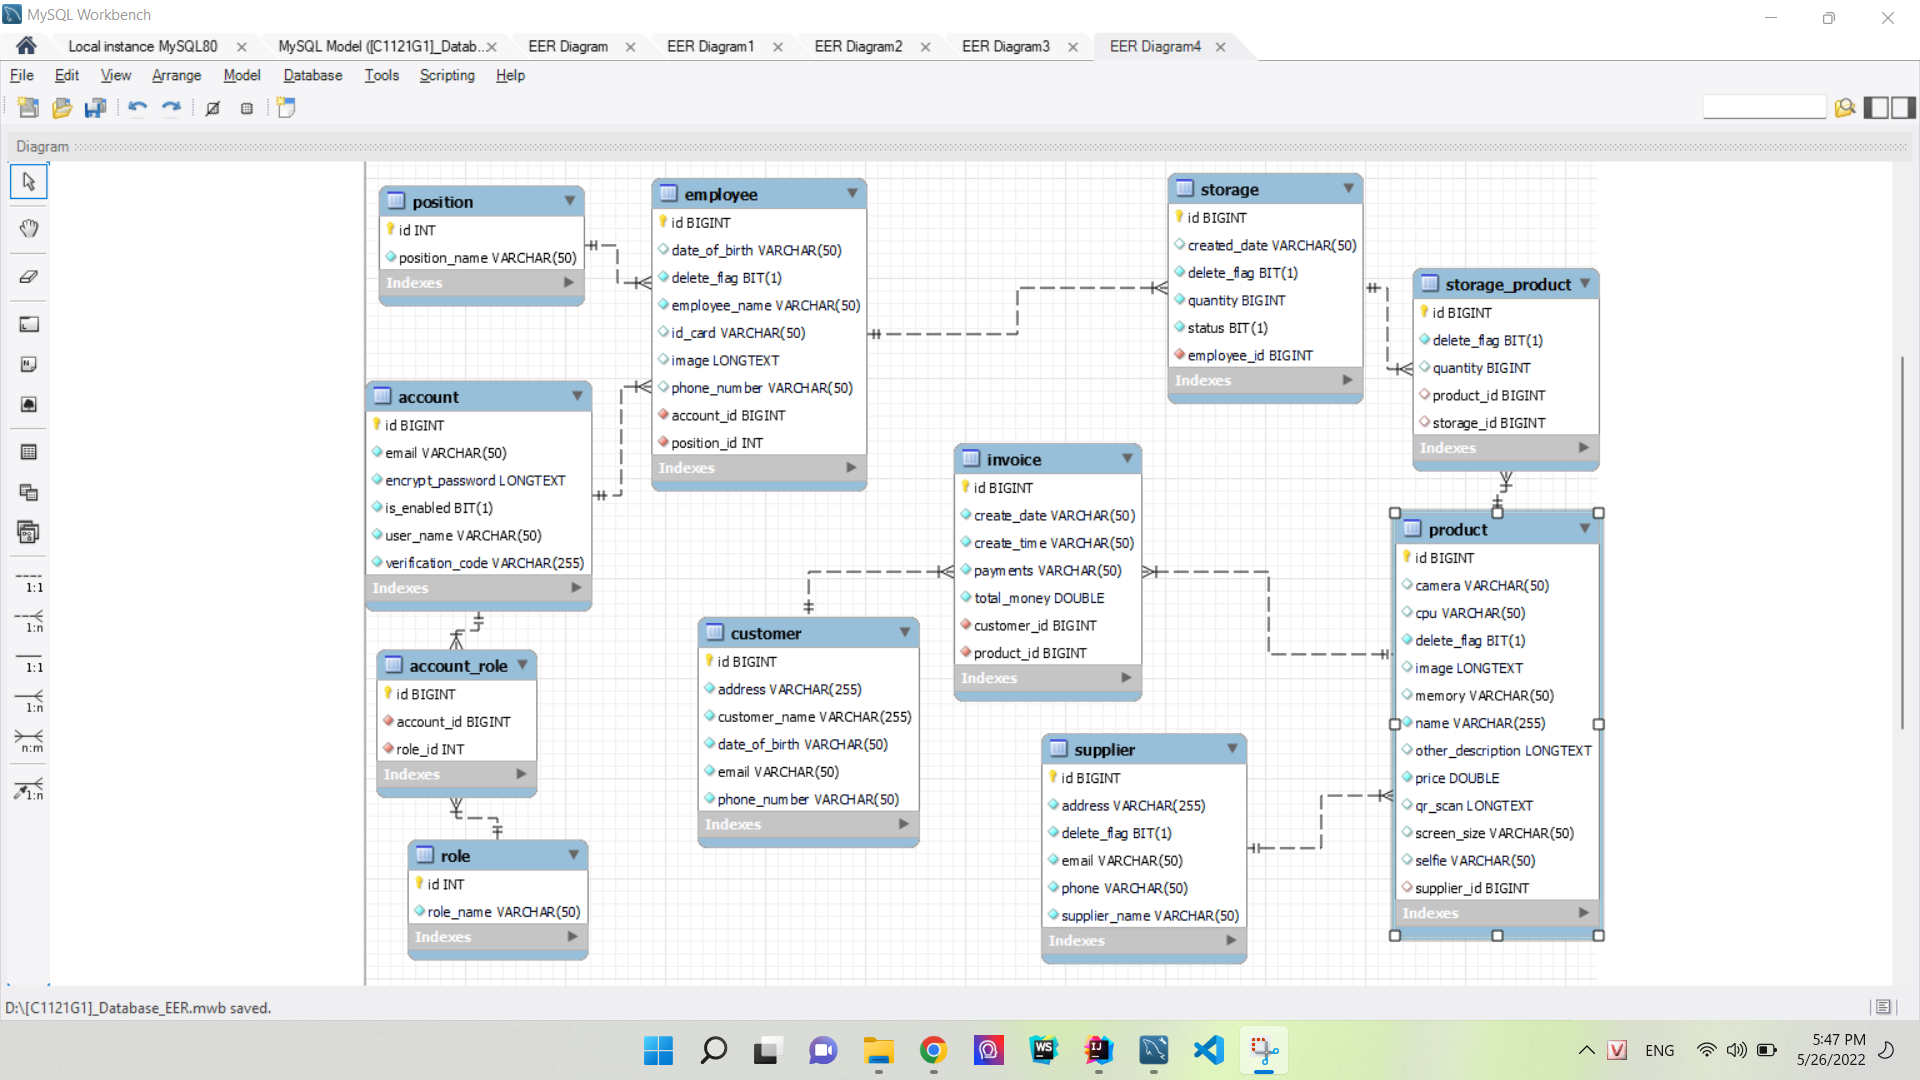 MySQL Workbench
Local instance MySQL80
MySQL Model ([C1121G1]_Datab..
EER Diagram
EER Diagram1
EER Diagram2
EER Diagram3
EER Diagram4
File Edit View Arrange Model Database Tools Scripting Help
Diagram
position
id INT
position_name VARCHAR(50)
Indexes
employee
id BIGINT
date_of_birth VARCHAR(50)
delete_flag BIT(1)
employee_name VARCHAR(50)
id_card VARCHAR(50)
image LONGTEXT
phone_number VARCHAR(50)
account_id BIGINT
position_id INT
Indexes
storage
id BIGINT
created_date VARCHAR(50)
delete_flag BIT(1)
quantity BIGINT
status BIT(1)
employee_id BIGINT
Indexes
storage_product
id BIGINT
delete_flag BIT(1)
quantity BIGINT
product_id BIGINT
storage_id BIGINT
Indexes
account
id BIGINT
email VARCHAR(50)
encrypt_password LONGTEXT
is_enabled BIT(1)
user_name VARCHAR(50)
verification_code VARCHAR(255)
Indexes
invoice
id BIGINT
create_date VARCHAR(50)
create_time VARCHAR(50)
payments VARCHAR(50)
total_money DOUBLE
customer_id BIGINT
product_id BIGINT
Indexes
product
id BIGINT
camera VARCHAR(50)
cpu VARCHAR(50)
delete_flag BIT(1)
image LONGTEXT
memory VARCHAR(50)
name VARCHAR(255)
other_description LONGTEXT
price DOUBLE
qr_scan LONGTEXT
screen_size VARCHAR(50)
selfie VARCHAR(50)
supplier_id BIGINT
Indexes
customer
id BIGINT
address VARCHAR(255)
customer_name VARCHAR(255)
date_of_birth VARCHAR(50)
email VARCHAR(50)
phone_number VARCHAR(50)
Indexes
account_role
id BIGINT
account_id BIGINT
role_id INT
Indexes
supplier
id BIGINT
address VARCHAR(255)
delete_flag BIT(1)
email VARCHAR(50)
phone VARCHAR(50)
supplier_name VARCHAR(50)
Indexes
role
id INT
role_name VARCHAR(50)
Indexes
1:1
1:n
1:1
1:n
n:m
1:n
D:\[C1121G1]_Database_EER.mwb saved.
WS
IJ
V
ENG
5:47 PM
5/26/2022